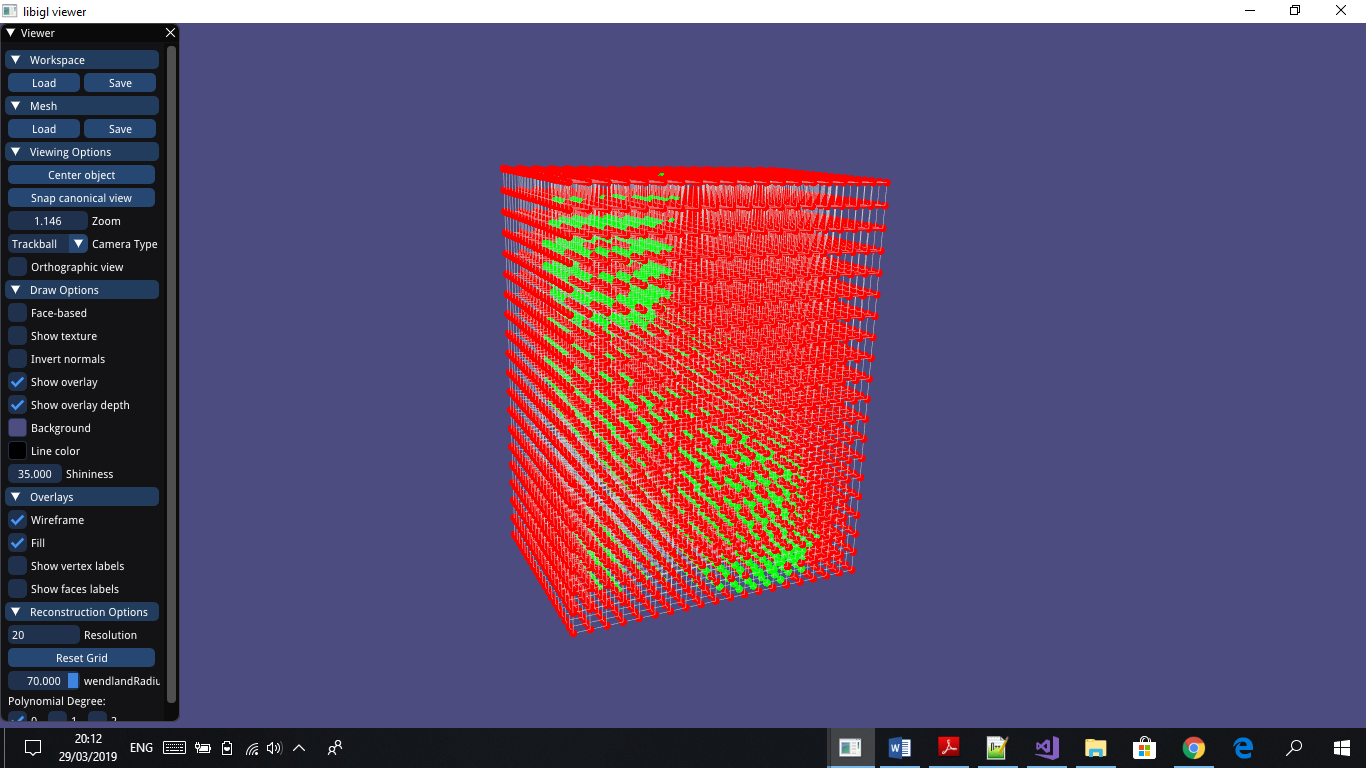 libigl viewer
Viewer
Workspace
Load Save
Mesh
Load Save
Viewing Options
Center object
Snap canonical view
1.146 Zoom
Trackball Camera Type
Orthographic view
Draw Options
Face-based
Show texture
Invert normals
Show overlay
Show overlay depth
Background
Line color
35.000 Shininess
Overlays
Wireframe
Fill
Show vertex labels
Show faces labels
Reconstruction Options
20 Resolution
Reset Grid
70.000 wendlandRadiu
Polynomial Degree:
0 1 2
20:12
ENG
29/03/2019